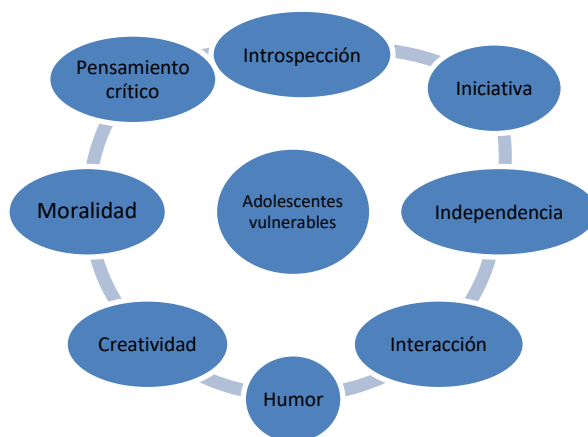 Introspección
Iniciativa
Independencia
Interacción
Humor
Creatividad
Moralidad
Pensamiento
crítico
Adolescentes
vulnerables